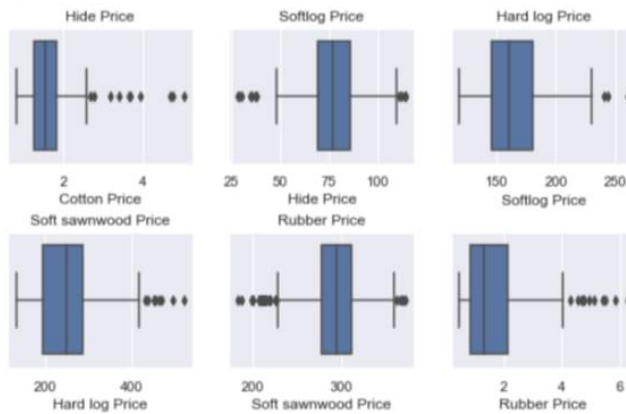 Hide Price Softlog Price Hard log Price
2 4 25 50 75 100 150 200 250
Cotton Price Hide Price Softlog Price
Soft sawnwood Price Rubber Price
200 400 200 300 2 4 6
Hard log Price Soft sawnwood Price Rubber Price